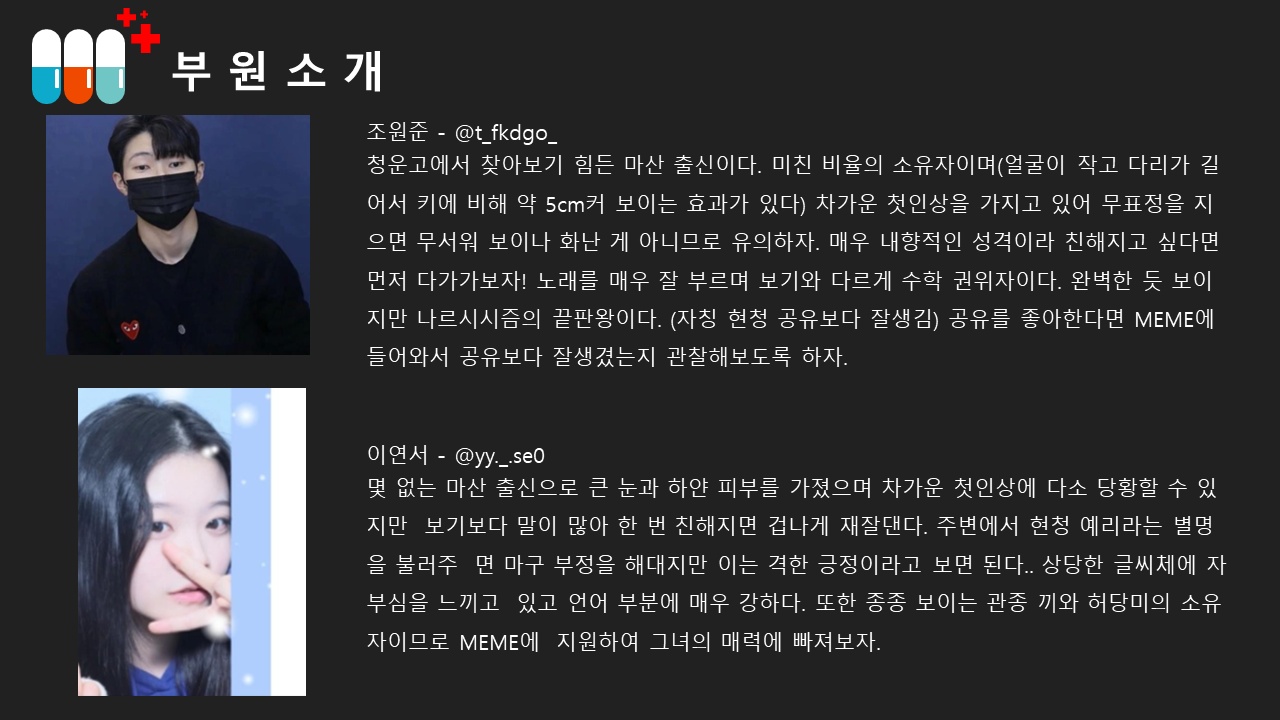 부원소개
조원준 - @t_fkdgo_
청운고에서 찾아보기 힘든 마산 출신이다. 미친 비율의 소유자이며(얼굴이 작고 다리가 길
어서 키에 비해 약 5cm커 보이는 효과가 있다) 차가운 첫인상을 가지고 있어 무표정을 지
으면 무서워 보이나 화난 게 아니므로 유의하자. 매우 내향적인 성격이라 친해지고 싶다면
먼저 다가가보자! 노래를 매우 잘 부르며 보기와 다르게 수학 권위자이다. 완벽한 듯 보이
지만 나르시시즘의 끝판왕이다. (자칭 현청 공유보다 잘생김) 공유를 좋아한다면 MEME에
들어와서 공유보다 잘생겼는지 관찰해보도록 하자.
이연서 - @yy._.se0
몇 없는 마산 출신으로 큰 눈과 하얀 피부를 가졌으며 차가운 첫인상에 다소 당황할 수 있
지만 보기보다 말이 많아 한 번 친해지면 겁나게 재잘댄다. 주변에서 현청 예리라는 별명
을 불러주 면 마구 부정을 해대지만 이는 격한 긍정이라고 보면 된다.. 상당한 글씨체에 자
부심을 느끼고 있고 언어 부분에 매우 강하다. 또한 종종 보이는 관종 끼와 허당미의 소유
자이므로 MEME에 지원하여 그녀의 매력에 빠져보자.